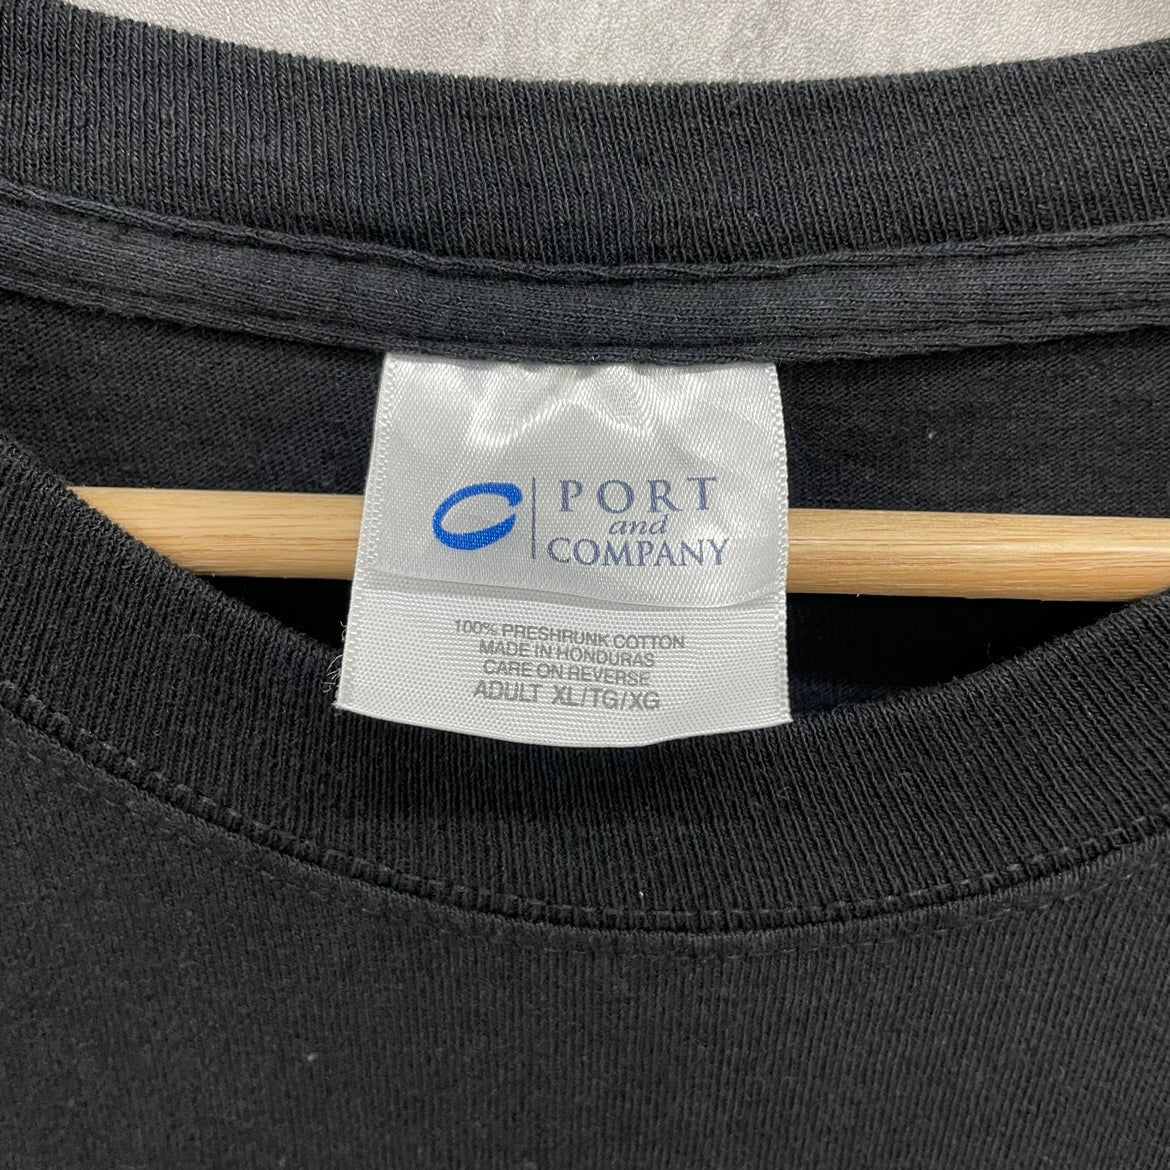 PORT
and
COMPANY
100% PRESHRUNK COTTON
MADE IN HONDURAS
CARE ON REVERSE
ADULT XL/TG/XG